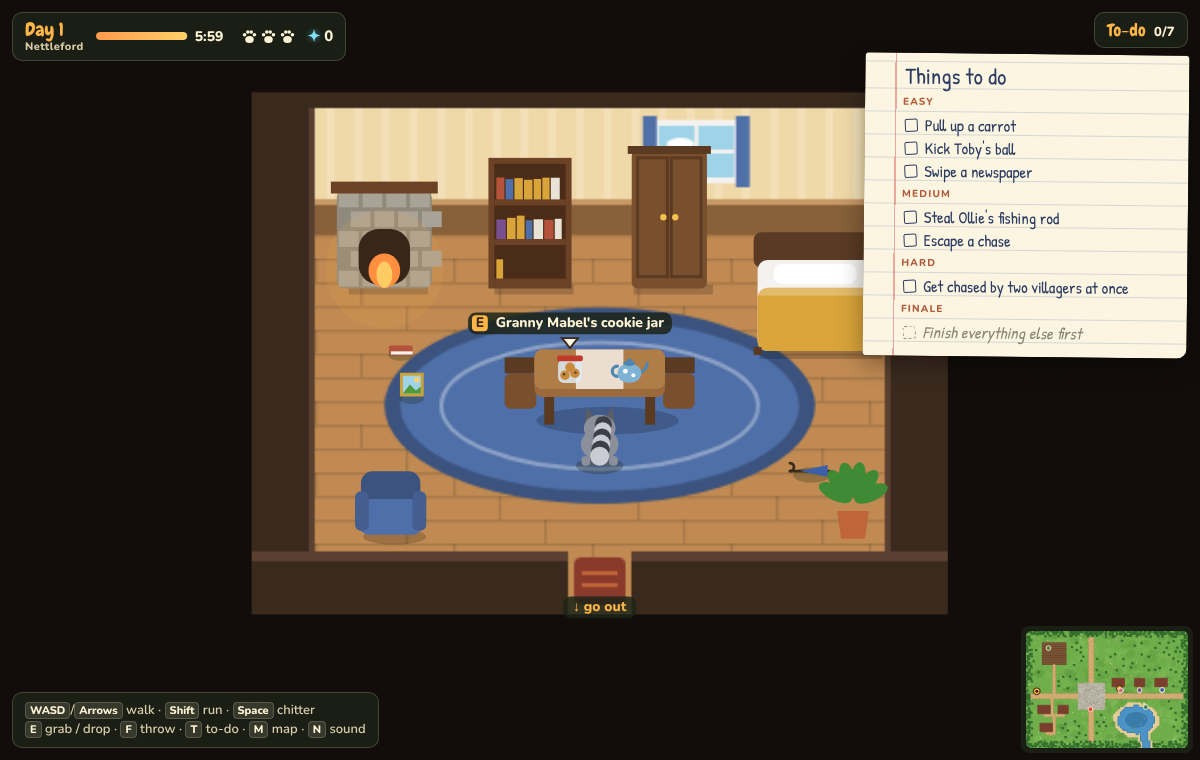 Day 1
Nettleford
5:59
0
To-do 0/7
Things to do
EASY
Pull up a carrot
Kick Toby's ball
Swipe a newspaper
MEDIUM
Steal Ollie's fishing rod
Escape a chase
HARD
Get chased by two villagers at once
FINALE
Finish everything else first
E Granny Mabel's cookie jar
↓ go out
WASD/Arrows walk · Shift run · Space chitter
E grab / drop · F throw · T to-do · M map · N sound